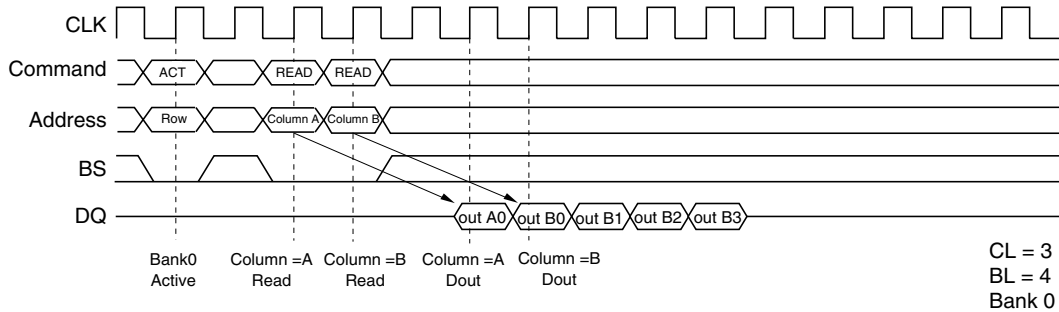 CLK
Command ACT READ READ
Address Row Column A Column B
BS
DQ out A0 out B0 out B1 out B2 out B3
Bank0 Column =A Column =B Column =A Column =B
Active Read Read Dout Dout
CL = 3
BL = 4
Bank 0